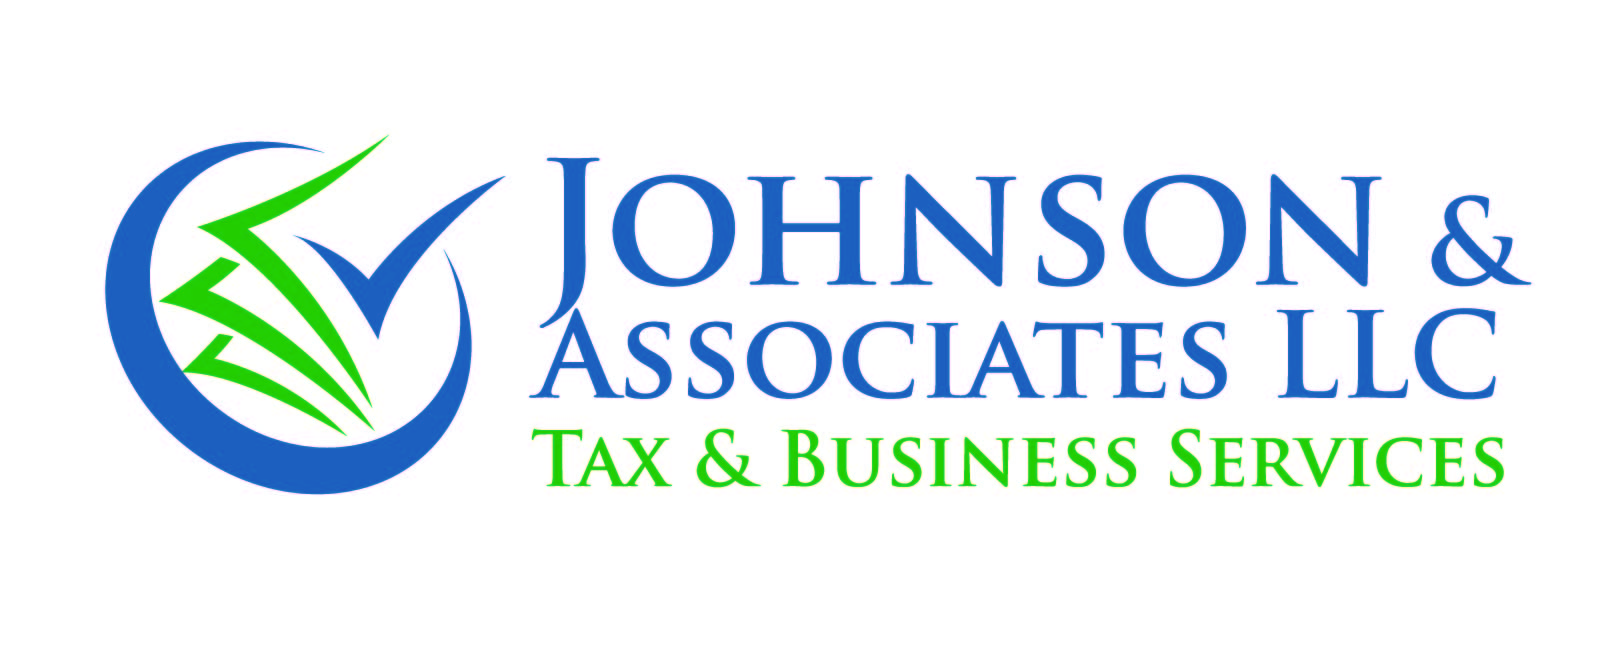 Johnson &
Associates LLC
Tax & Business Services